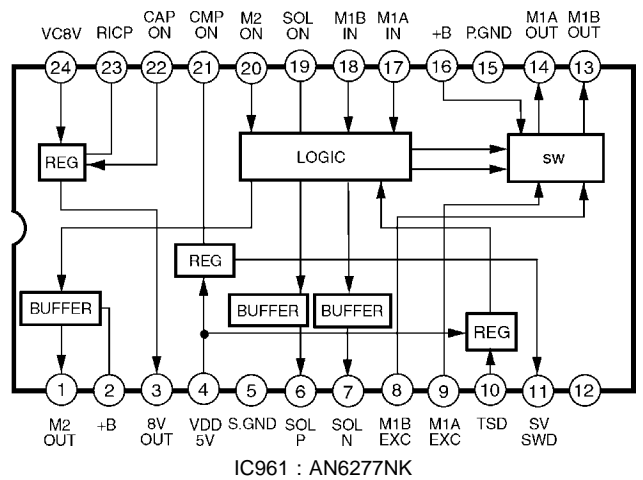 VC8V RICP CAP ON CMP ON M2 ON SOL ON M1B IN M1A IN +B P.GND M1A OUT M1B OUT
24 23 22 21 20 19 18 17 16 15 14 13
REG LOGIC SW
REG
BUFFER BUFFER BUFFER REG
1 2 3 4 5 6 7 8 9 10 11 12
M2 OUT +B 8V OUT VDD 5V S.GND SOL P SOL N M1B EXC M1A EXC TSD SV SWD
IC961 : AN6277NK